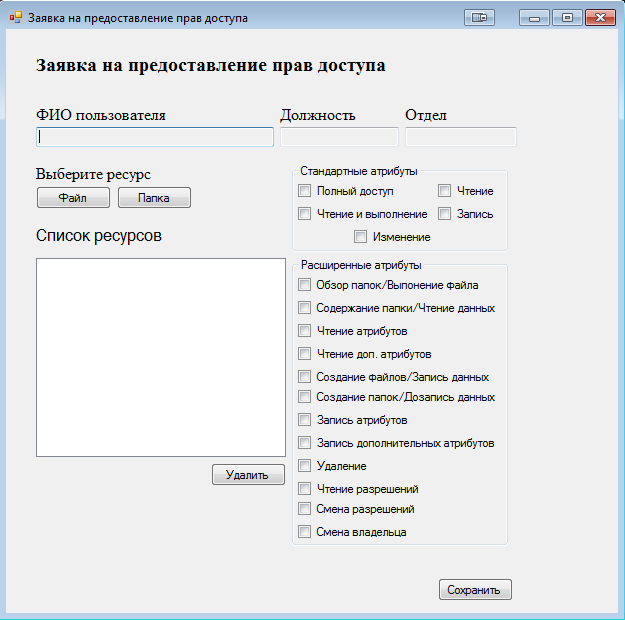 Заявка на предоставление прав доступа
Заявка на предоставление прав доступа
ФИО пользователя Должность Отдел
Выберите ресурс
Файл Папка
Список ресурсов
Удалить
Стандартные атрибуты
Полный доступ Чтение
Чтение и выполнение Запись
Изменение
Расширенные атрибуты
Обзор папок/Выпонение файла
Содержание папки/Чтение данных
Чтение атрибутов
Чтение доп. атрибутов
Создание файлов/Запись данных
Создание папок/Дозапись данных
Запись атрибутов
Запись дополнительных атрибутов
Удаление
Чтение разрешений
Смена разрешений
Смена владельца
Сохранить